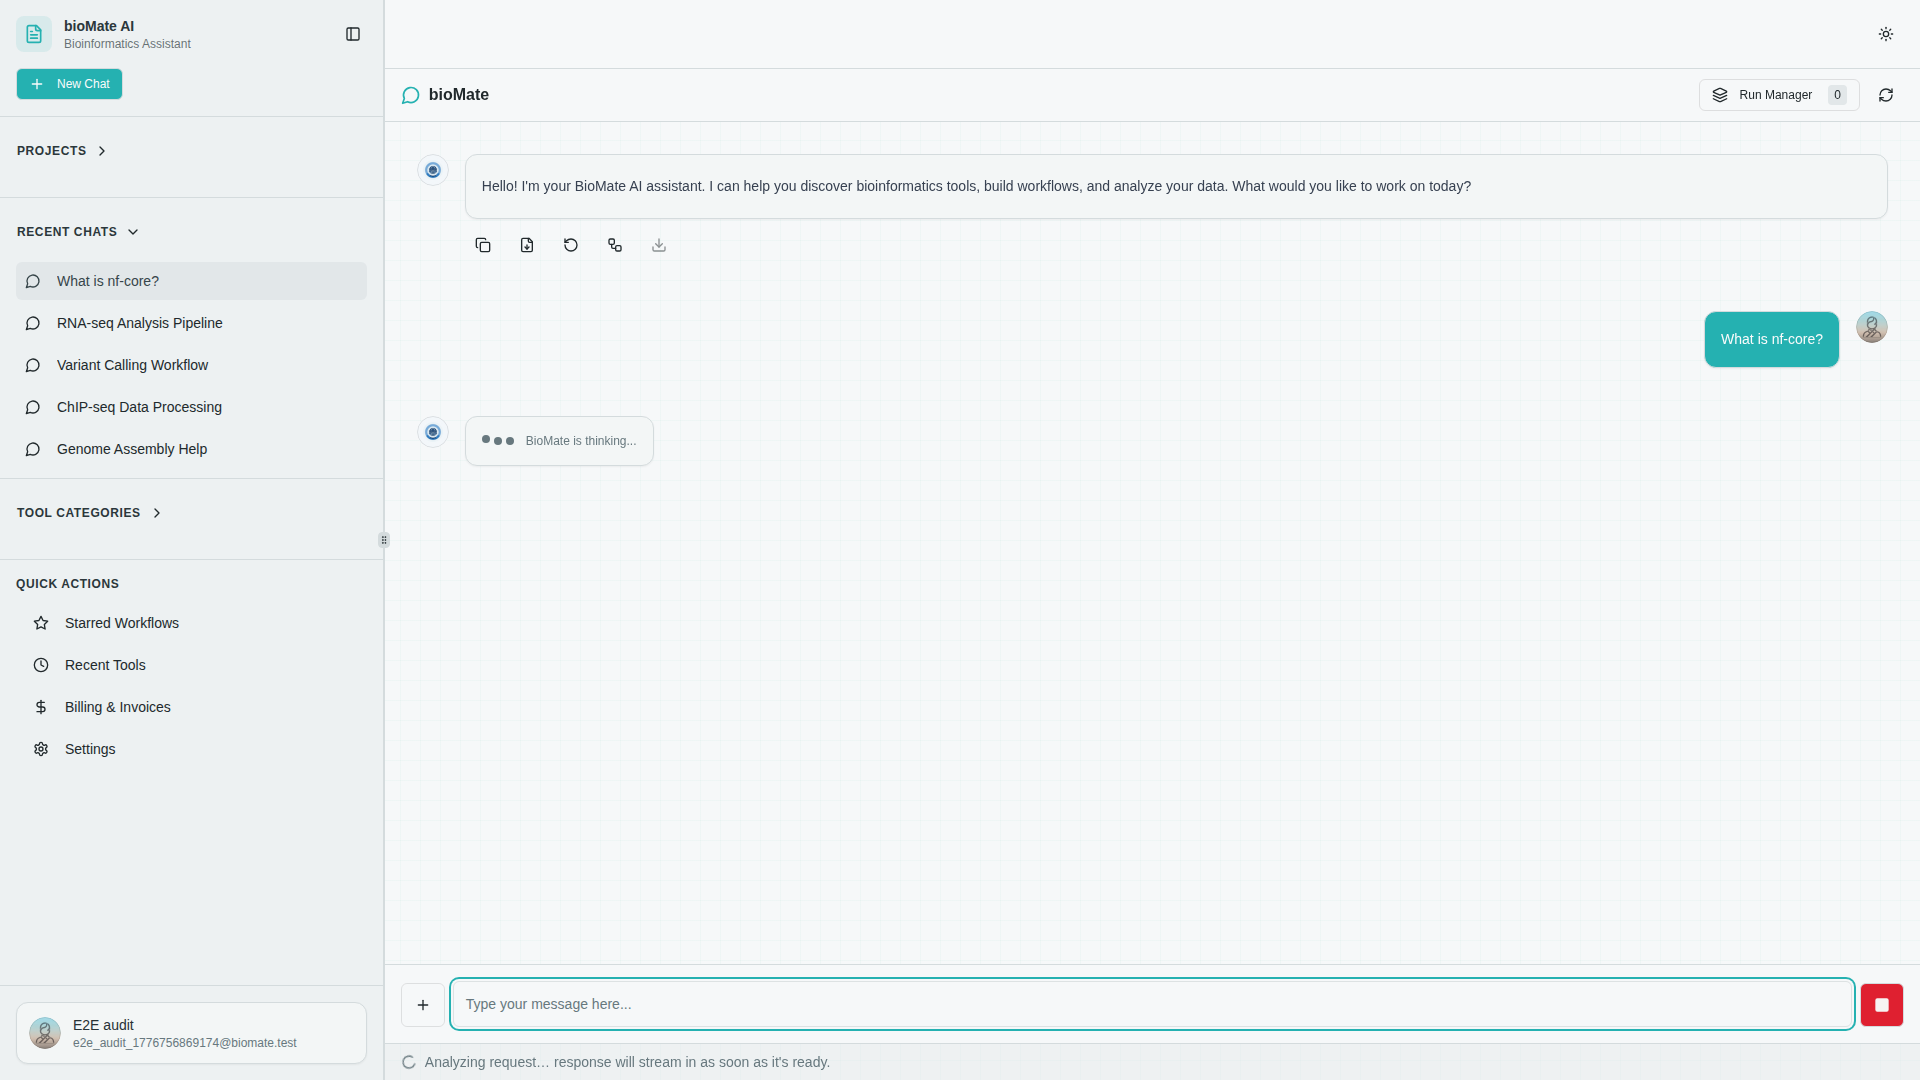 bioMate AI
Bioinformatics Assistant
New Chat
PROJECTS
RECENT CHATS
What is nf-core?
RNA-seq Analysis Pipeline
Variant Calling Workflow
ChIP-seq Data Processing
Genome Assembly Help
TOOL CATEGORIES
QUICK ACTIONS
Starred Workflows
Recent Tools
Billing & Invoices
Settings
E2E audit
e2e_audit_1776756869174@biomate.test
bioMate
Run Manager 0
Hello! I'm your BioMate AI assistant. I can help you discover bioinformatics tools, build workflows, and analyze your data. What would you like to work on today?
What is nf-core?
BioMate is thinking...
Type your message here...
Analyzing request… response will stream in as soon as it's ready.